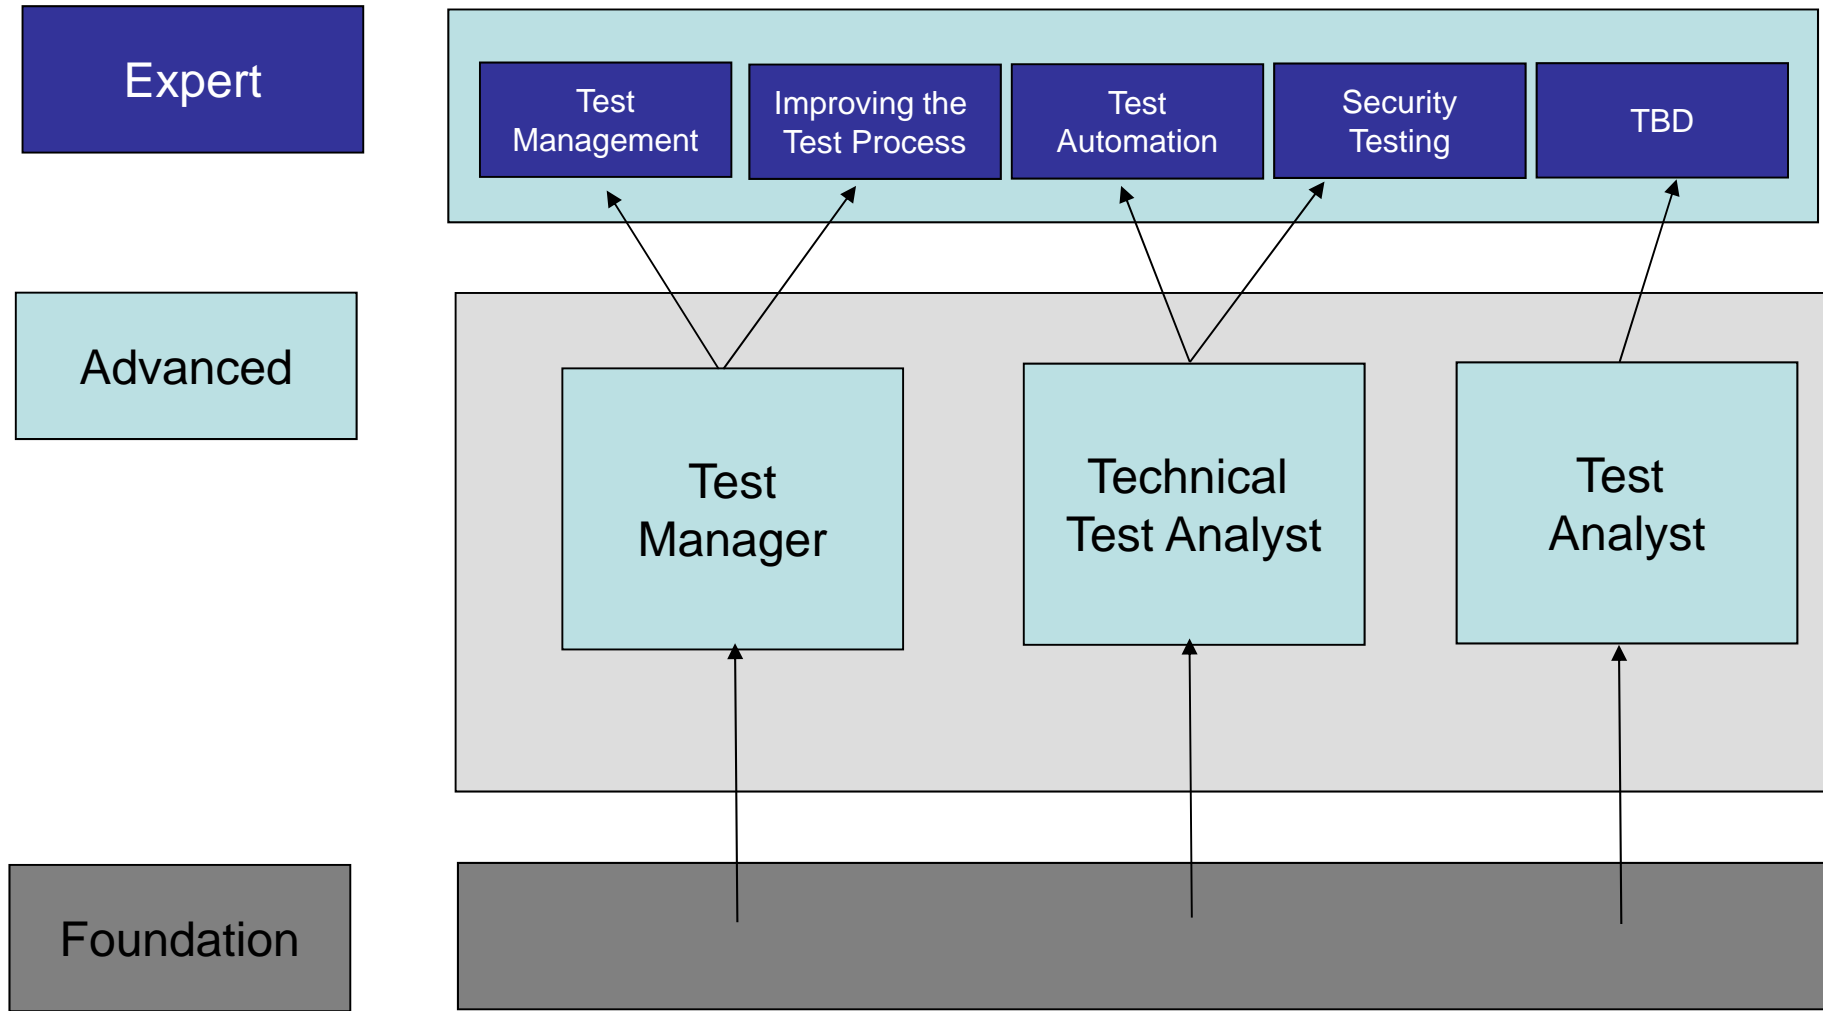 Expert
Test
Management
Improving the
Test Process
Test
Automation
Security
Testing
TBD
Advanced
Test
Manager
Technical
Test Analyst
Test
Analyst
Foundation